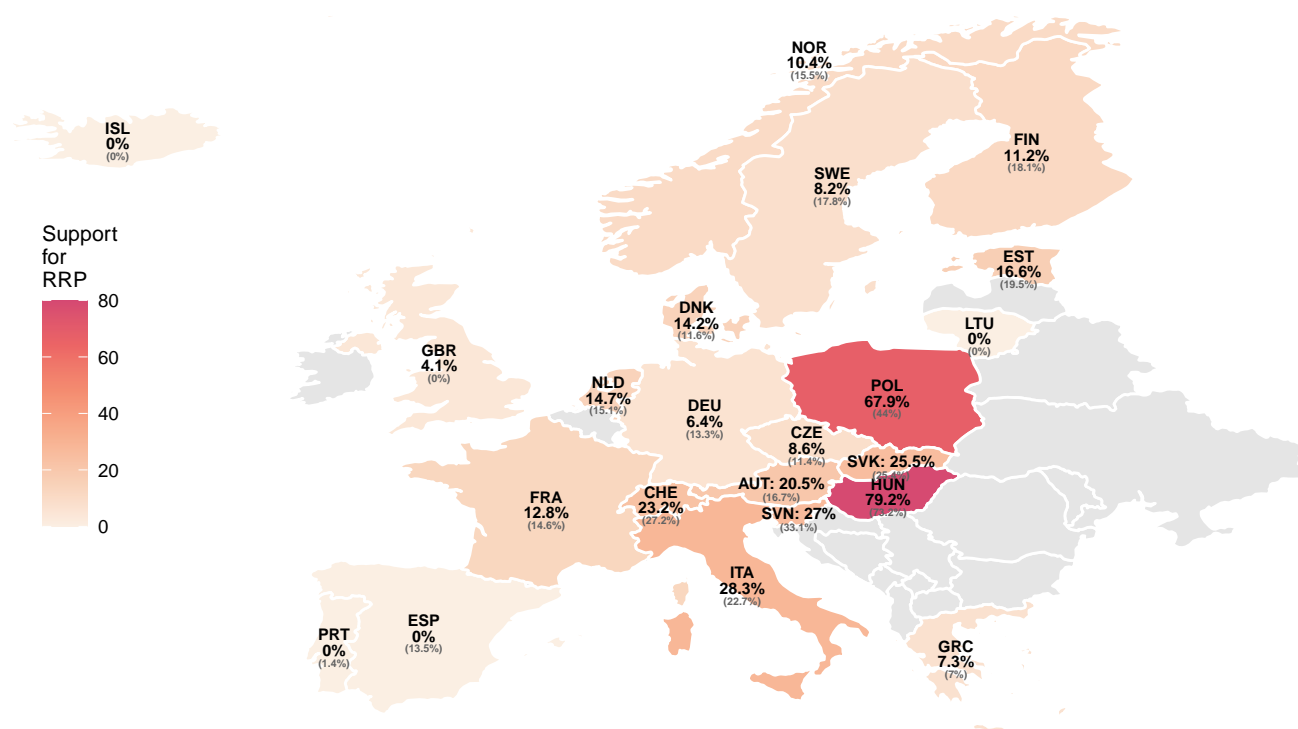 NOR
10.4%
(15.5%)
ISL
0%
(0%)
FIN
11.2%
(18.1%)
SWE
8.2%
(17.8%)
Support
for
RRP
80
60
40
20
0
EST
16.6%
(19.5%)
DNK
14.2%
(11.6%)
LTU
0%
(0%)
GBR
4.1%
(0%)
NLD
14.7%
(15.1%)
DEU
6.4%
(13.3%)
POL
67.9%
(44%)
CZE
8.6%
(11.4%)
SVK: 25.5%
AUT: 20.5%
(16.7%)
HUN
79.2%
CHE
23.2%
(27.2%)
FRA
12.8%
(14.6%)
SVN: 27%
(33.1%)
ITA
28.3%
(22.7%)
ESP
0%
(13.5%)
PRT
0%
(1.4%)
GRC
7.3%
(7%)